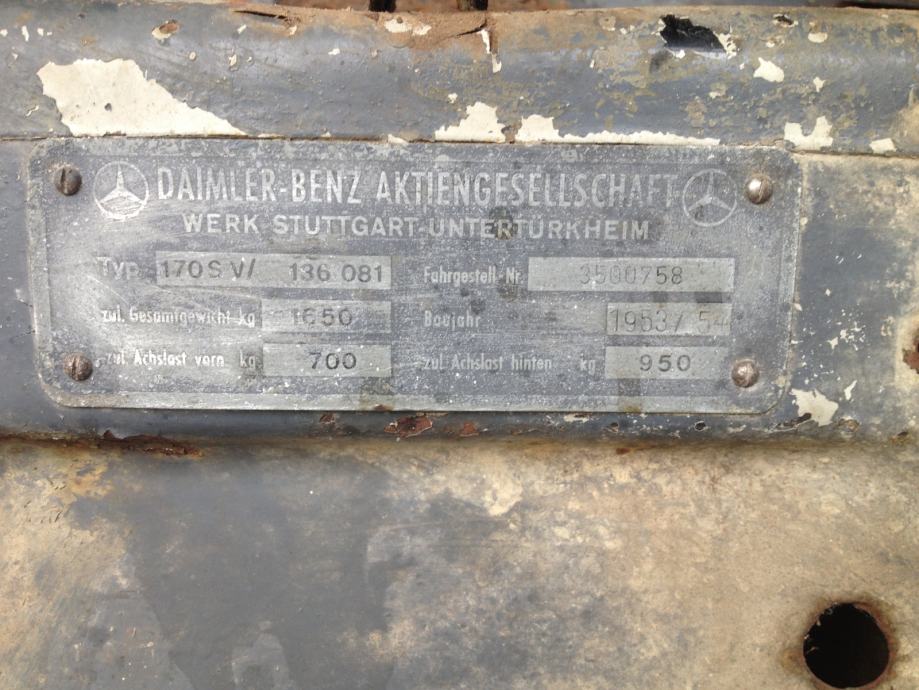 DAIMLER-BENZ AKTIENGESELLSCHAFT
WERK STUTTGART-UNTERTÜRKHEIM
Typ 170 S V/ 136 081 Fahrgestell-Nr. 3500758
zul. Gesamtgewicht kg 1650 Baujahr 1953/54
zul. Achslast vorn kg 700 zul. Achslast hinten kg 950